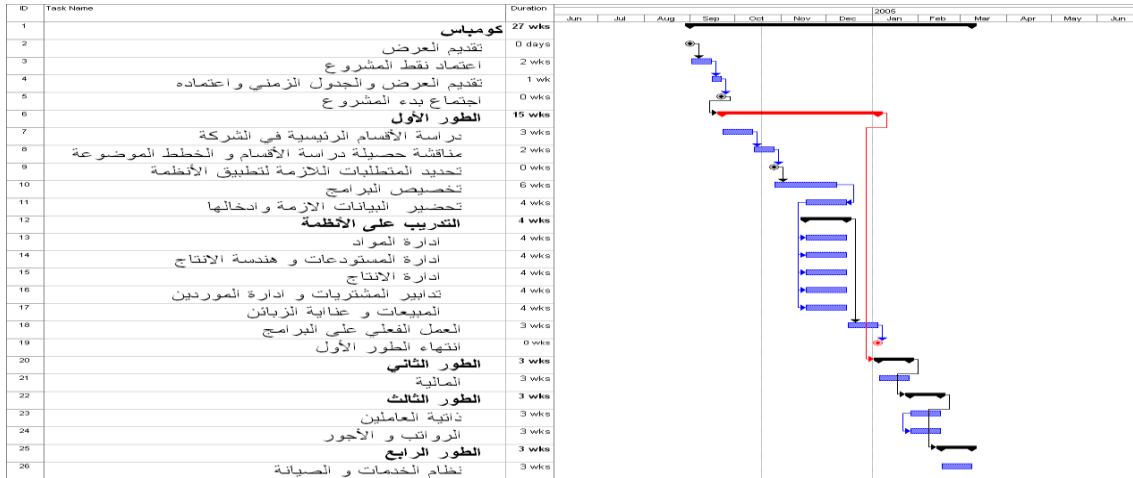 ID Task Name Duration 2005
Jun Jul Aug Sep Oct Nov Dec Jan Feb Mar Apr May Jun
1 كومباس 27 wks
2 تقديم العرض 0 days
3 اعتماد نقط المشروع 2 wks
4 تقديم العرض والجدول الزمني واعتماده 1 wk
5 اجتماع بدء المشروع 0 wks
6 الطور الأول 15 wks
7 دراسة الأقسام الرئيسية في الشركة 3 wks
8 مناقشة حصيلة دراسة الأقسام و الخطط الموضوعة 2 wks
9 تحديد المتطلبات اللازمة لتطبيق الأنظمة 0 wks
10 تخصيص البرامج 6 wks
11 تحضير البيانات الازمة وادخالها 4 wks
12 التدريب على الأنظمة 4 wks
13 ادارة المواد 4 wks
14 ادارة المستودعات و هندسة الانتاج 4 wks
15 ادارة الانتاج 4 wks
16 تدابير المشتريات و ادارة الموردين 4 wks
17 المبيعات و عناية الزبائن 4 wks
18 العمل الفعلي على البرامج 3 wks
19 انتهاء الطور الأول 0 wks
20 الطور الثاني 3 wks
21 المالية 3 wks
22 الطور الثالث 3 wks
23 ذاتية العاملين 3 wks
24 الرواتب و الأجور 3 wks
25 الطور الرابع 3 wks
26 نظام الخدمات و الصيانة 3 wks